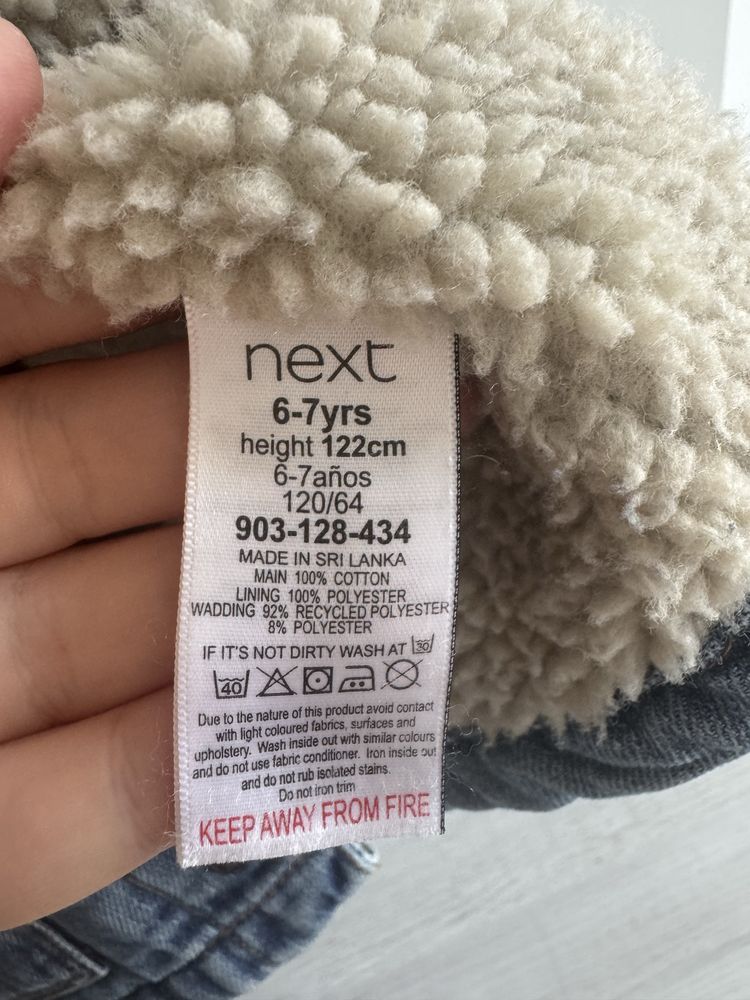 next
6-7yrs
height 122cm
6-7años
120/64
903-128-434
MADE IN SRI LANKA
MAIN 100% COTTON
LINING 100% POLYESTER
WADDING 92% RECYCLED POLYESTER
8% POLYESTER
IF IT'S NOT DIRTY WASH AT 30
40
Due to the nature of this product avoid contact
with light coloured fabrics, surfaces and
upholstery. Wash inside out with similar colours
and do not use fabric conditioner. Iron inside out
and do not rub isolated stains.
Do not iron trim
KEEP AWAY FROM FIRE